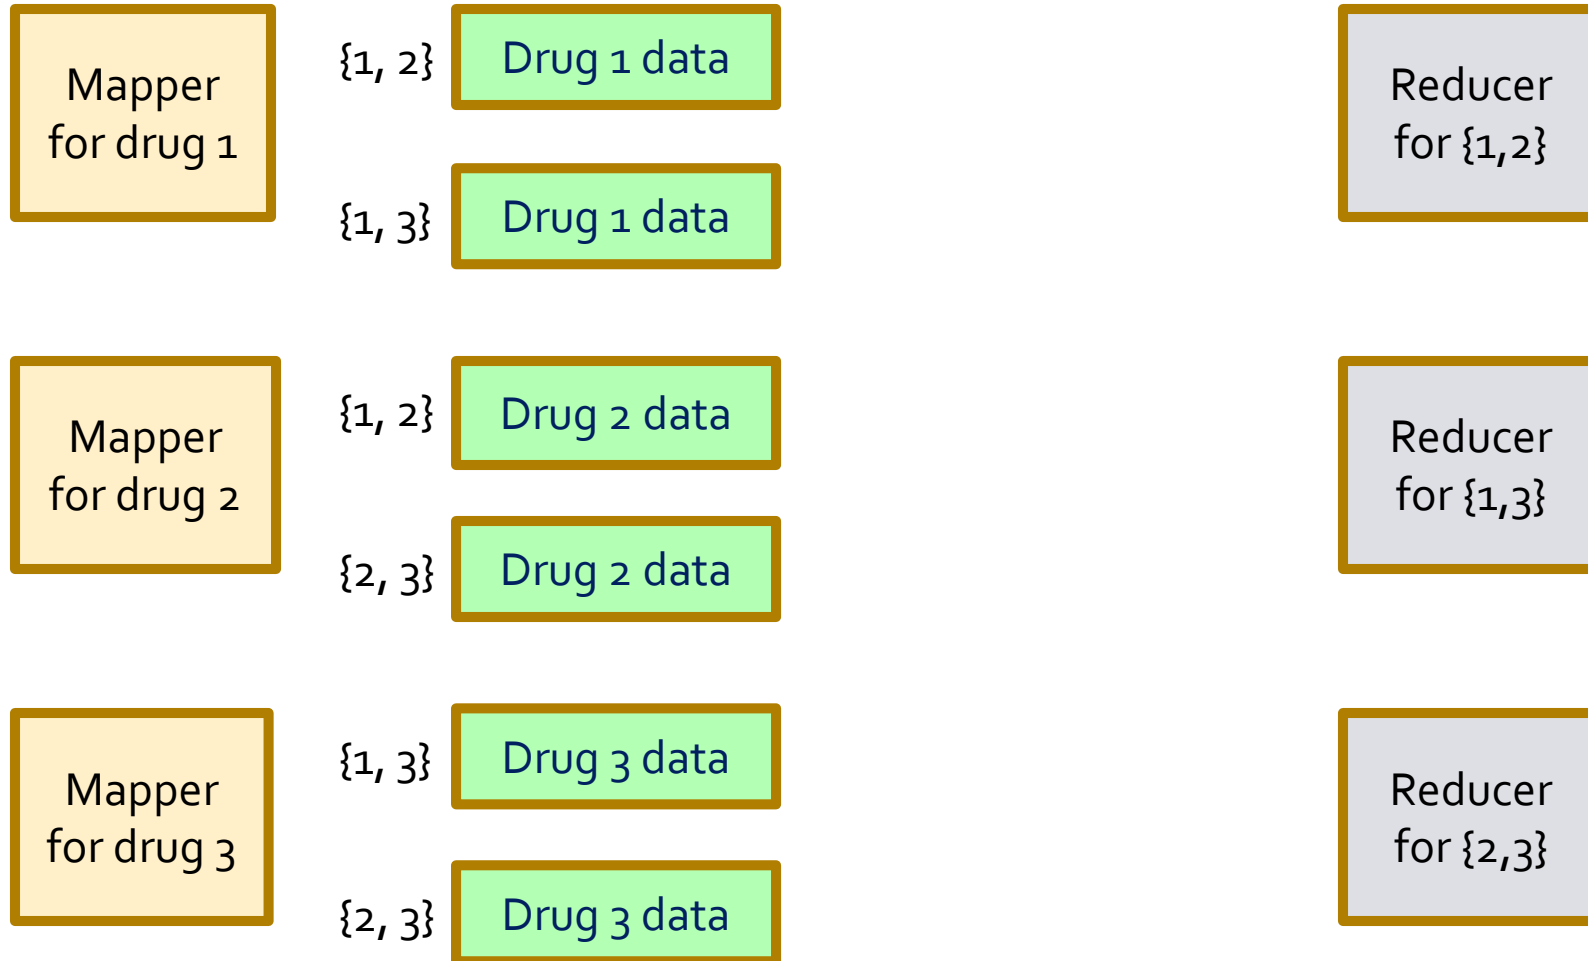 Mapper
for drug 1
{1, 2}
Drug 1 data
{1, 3}
Drug 1 data
Reducer
for {1,2}
Mapper
for drug 2
{1, 2}
Drug 2 data
{2, 3}
Drug 2 data
Reducer
for {1,3}
Mapper
for drug 3
{1, 3}
Drug 3 data
{2, 3}
Drug 3 data
Reducer
for {2,3}